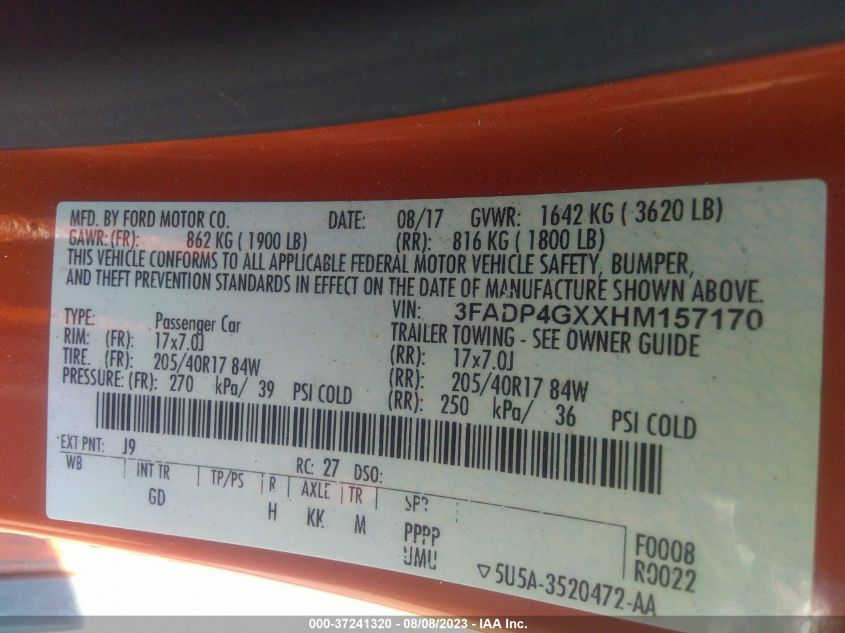 MFD. BY FORD MOTOR CO. DATE: 08/17 GVWR: 1642 KG ( 3620 LB)
GAWR: (FR): 862 KG ( 1900 LB) (RR): 816 KG ( 1800 LB)
THIS VEHICLE CONFORMS TO ALL APPLICABLE FEDERAL MOTOR VEHICLE SAFETY, BUMPER,
AND THEFT PREVENTION STANDARDS IN EFFECT ON THE DATE OF MANUFACTURE SHOWN ABOVE.
VIN: 3FADP4GXXHM157170
TYPE: Passenger Car TRAILER TOWING - SEE OWNER GUIDE
RIM: (FR) 17x7.0J (RR): 17x7.0J
TIRE. (FR) 205/40R17 84W (RR): 205/40R17 84W
PRESSURE: (FR): 270 kPa/ 39 PSI COLD (RR): 250 kPa/ 36 PSI COLD
EXT PNT: J9 RC: 27 DSO:
WB INT TR TP/PS R AXLE TR SP?
GD H KK M PPPP F0008
UMU R0022
▽5U5A-3520472-AA
000-37241320 - 08/08/2023 - IAA Inc.